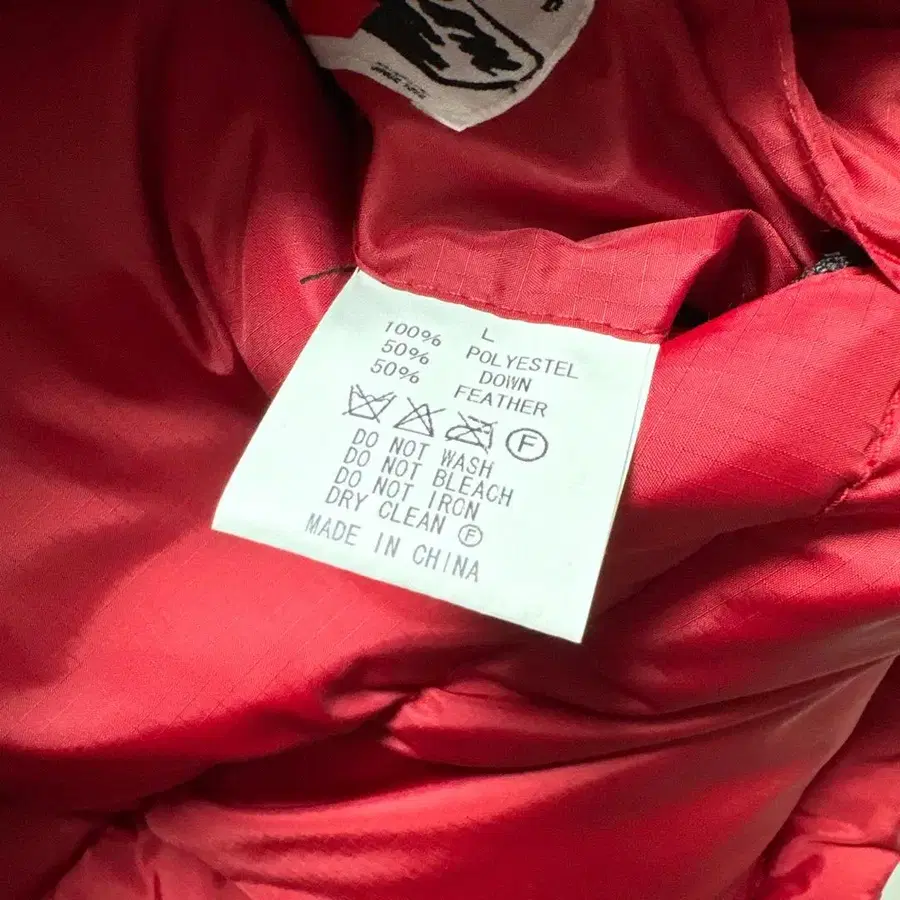 L
100% POLYESTEL
50% DOWN
50% FEATHER
F
DO NOT WASH
DO NOT BLEACH
DO NOT IRON
DRY CLEAN Ⓕ
MADE IN CHINA